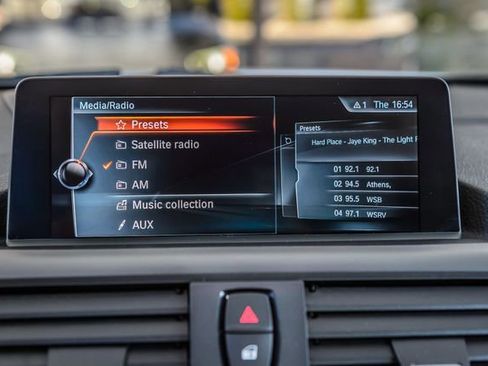 Media/Radio
1 Thu 16:54
Presets
Satellite radio
FM
AM
Music collection
AUX
Presets
Hard Place - Jaye King - The Light
01 92.1 92.1
02 94.5 Athens,
03 95.5 WSB
04 97.1 WSRV